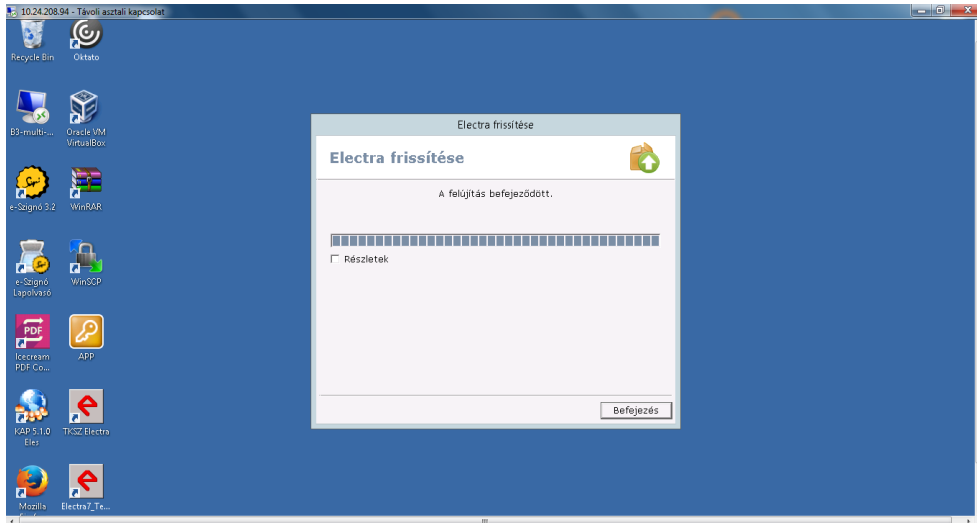 10.24.208.94 - Távoli asztali kapcsolat
Recycle Bin
Oktato
B3-multi-...
Oracle VM
VirtualBox
e-Szignó 3.2
WinRAR
e-Szignó
Lapolvasó
WinSCP
PDF
Icecream
PDF Co...
APP
KAP 5.1.0
Eles
TKSZ Electra
Mozilla
Electra7_Te...
Electra frissítése
Electra frissítése
A felújítás befejeződött.
Részletek
Befejezés